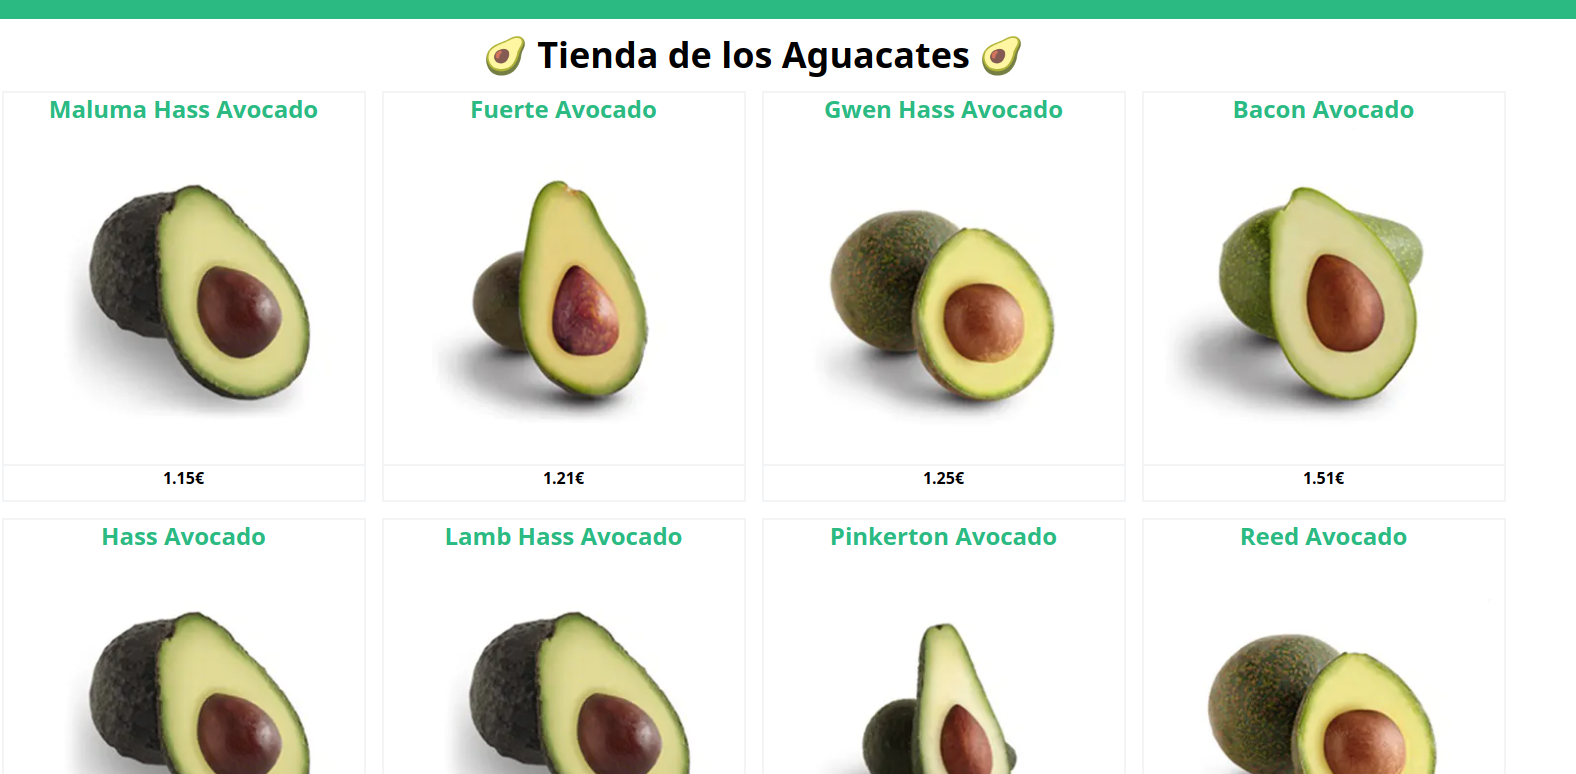 🥑 Tienda de los Aguacates 🥑
Maluma Hass Avocado
Fuerte Avocado
Gwen Hass Avocado
Bacon Avocado
1.15€
1.21€
1.25€
1.51€
Hass Avocado
Lamb Hass Avocado
Pinkerton Avocado
Reed Avocado